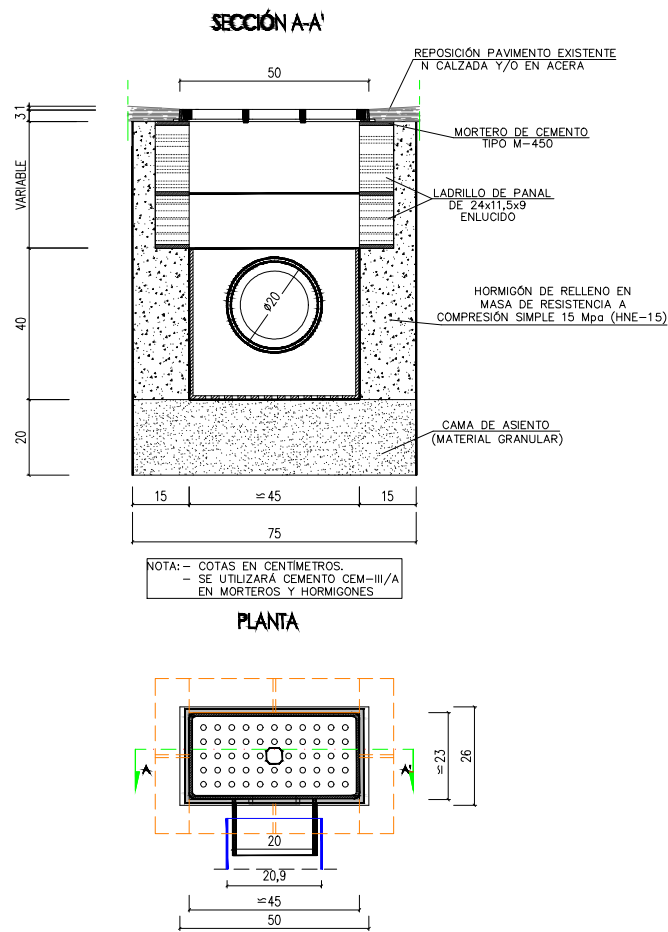 SECCIÓN A-A'
REPOSICIÓN PAVIMENTO EXISTENTE
N CALZADA Y/O EN ACERA
50
3 1
MORTERO DE CEMENTO
TIPO M-450
VARIABLE
LADRILLO DE PANAL
DE 24x11,5x9
ENLUCIDO
Ø20
HORMIGÓN DE RELLENO EN
MASA DE RESISTENCIA A
COMPRESIÓN SIMPLE 15 Mpa (HNE-15)
40
CAMA DE ASIENTO
(MATERIAL GRANULAR)
20
15 ≃45 15
75
NOTA:- COTAS EN CENTÍMETROS.
- SE UTILIZARÁ CEMENTO CEM-III/A
EN MORTEROS Y HORMIGONES
PLANTA
A A'
≃23
26
20
20,9
≃45
50